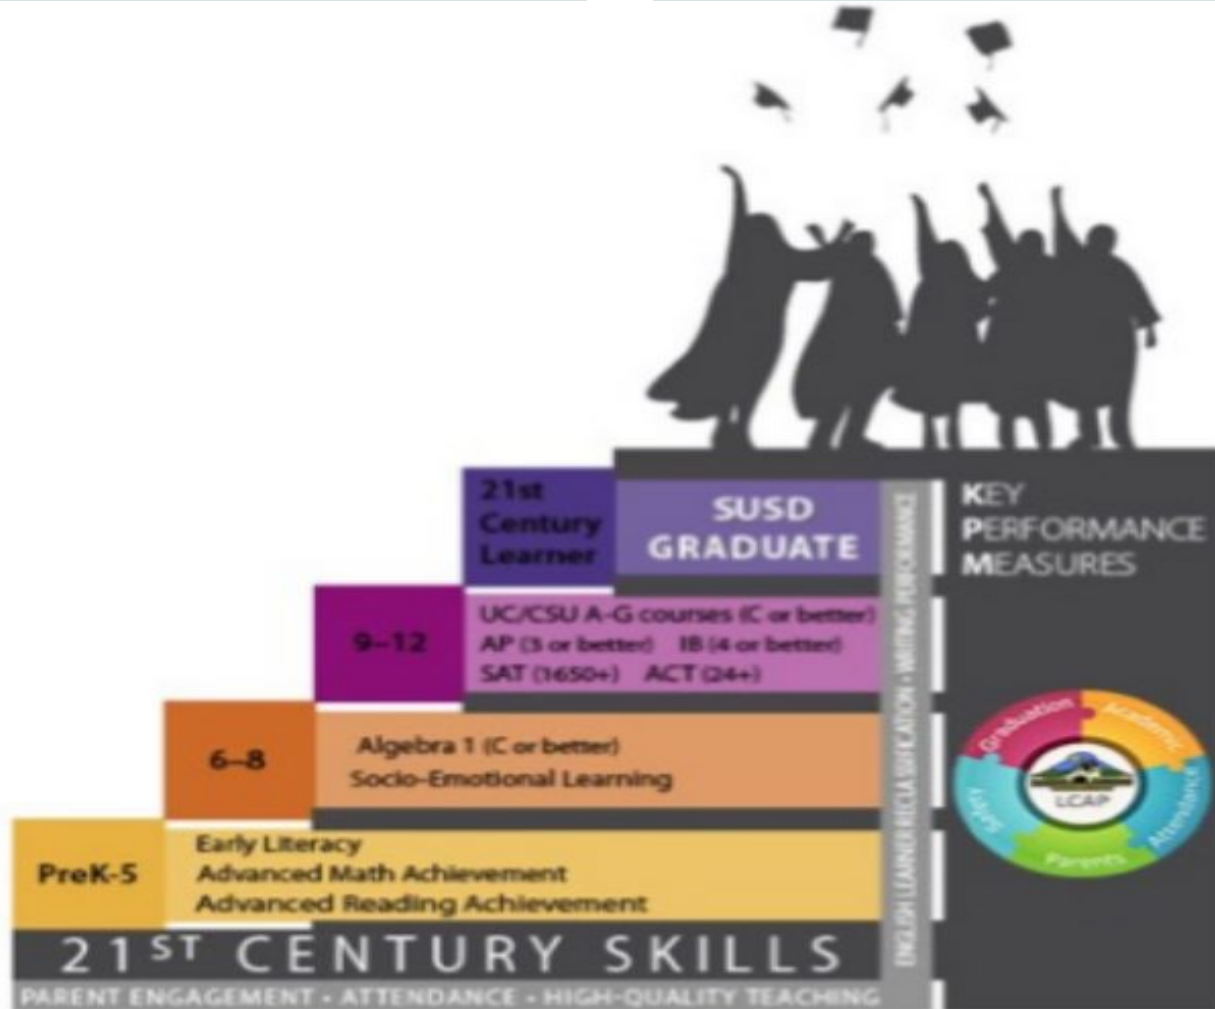 21st
Century
Learner
SUSD
GRADUATE
KEY
PERFORMANCE
MEASURES
9–12
UC/CSU A-G courses (C or better)
AP (3 or better) IB (4 or better)
SAT (1650+) ACT (24+)
6–8
Algebra 1 (C or better)
Socio-Emotional Learning
PreK-5
Early Literacy
Advanced Math Achievement
Advanced Reading Achievement
ENGLISH LEARNER RECLASSIFICATION • WRITING PERFORMANCE
Graduation
Academic
Attendance
Parents
Safety
LCAP
21ST CENTURY SKILLS
PARENT ENGAGEMENT • ATTENDANCE • HIGH-QUALITY TEACHING